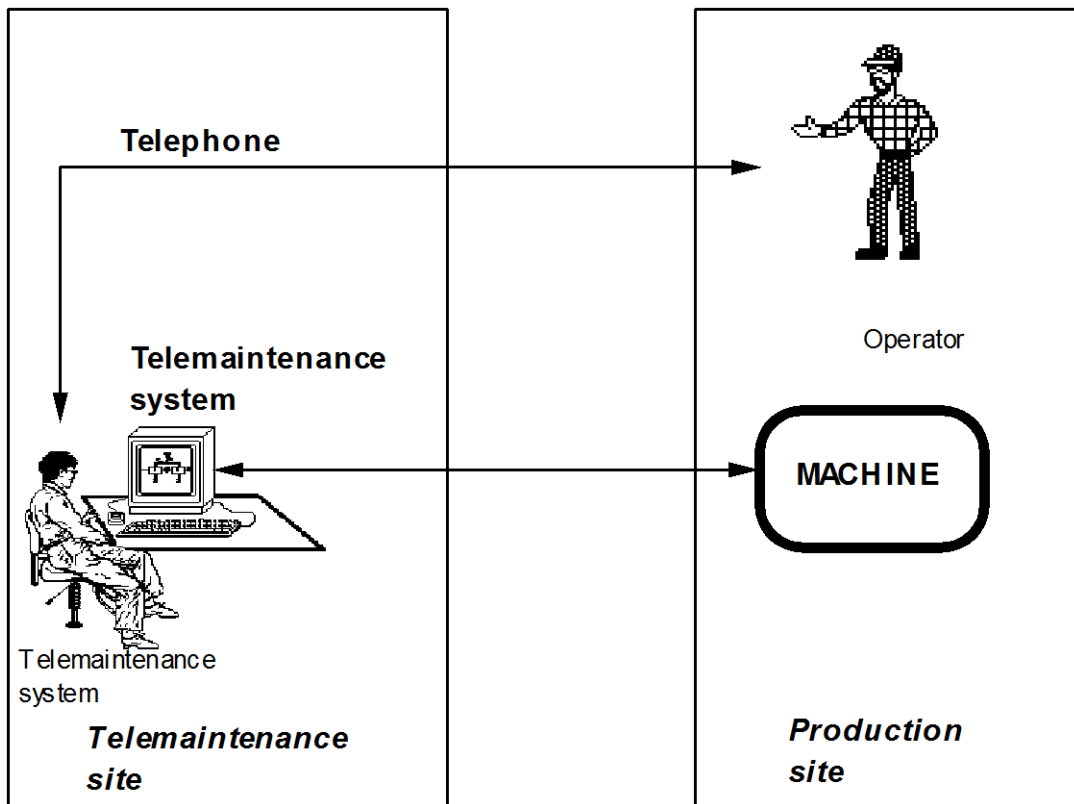 Telephone
Operator
Telemaintenance
system
MACHINE
Telemaintenance
system
Telemaintenance
site
Production
site